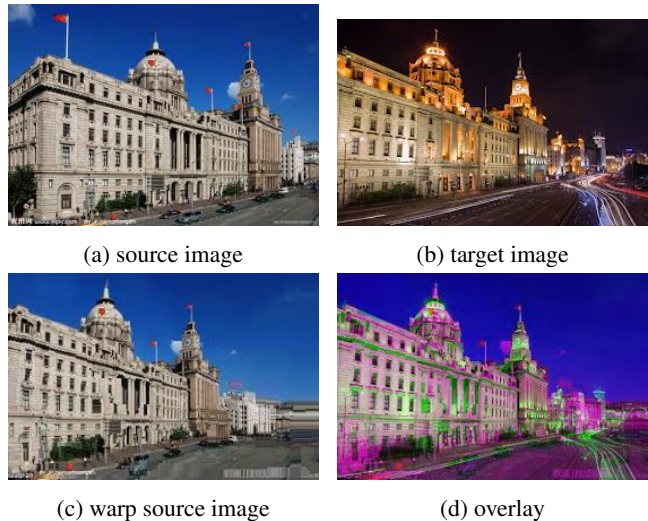 (a) source image
(b) target image
(c) warp source image
(d) overlay